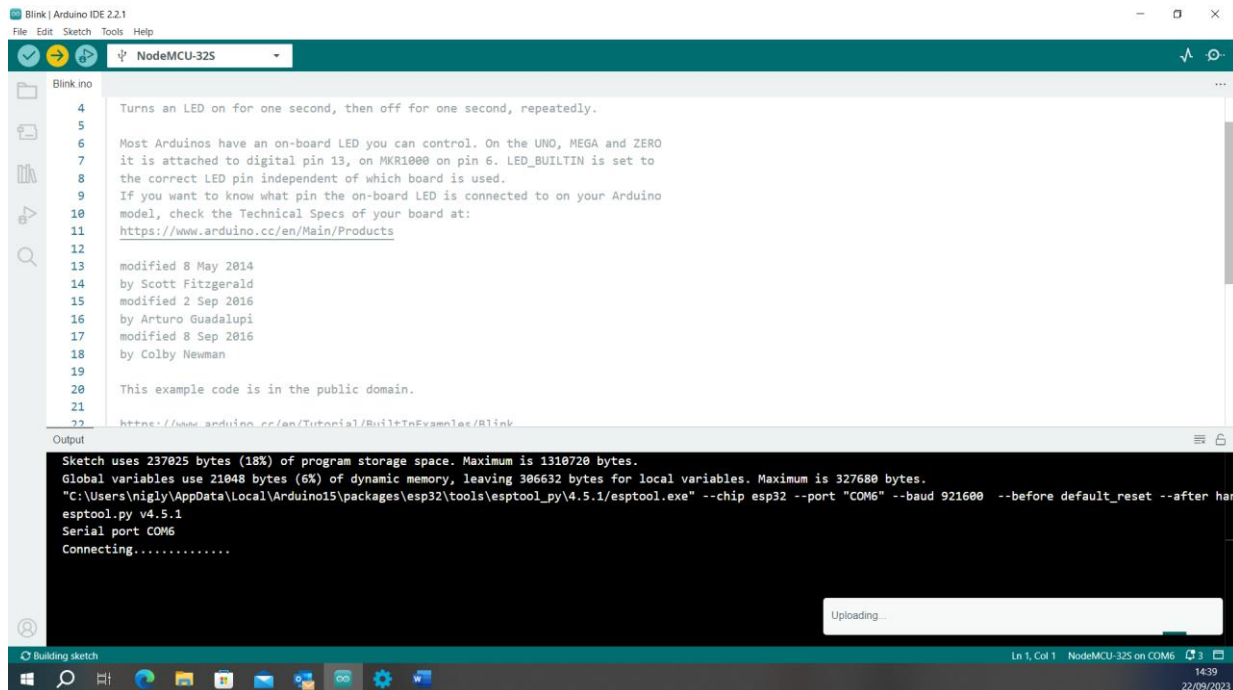 Blink | Arduino IDE 2.2.1
File Edit Sketch Tools Help
NodeMCU-32S
Blink.ino
4 Turns an LED on for one second, then off for one second, repeatedly.
5
6 Most Arduinos have an on-board LED you can control. On the UNO, MEGA and ZERO
7 it is attached to digital pin 13, on MKR1000 on pin 6. LED_BUILTIN is set to
8 the correct LED pin independent of which board is used.
9 If you want to know what pin the on-board LED is connected to on your Arduino
10 model, check the Technical Specs of your board at:
11 https://www.arduino.cc/en/Main/Products
12
13 modified 8 May 2014
14 by Scott Fitzgerald
15 modified 2 Sep 2016
16 by Arturo Guadalupi
17 modified 8 Sep 2016
18 by Colby Newman
19
20 This example code is in the public domain.
21
22 https://www.arduino.cc/en/Tutorial/BuiltInExamples/Blink
Output
Sketch uses 237025 bytes (18%) of program storage space. Maximum is 1310720 bytes.
Global variables use 21048 bytes (6%) of dynamic memory, leaving 306632 bytes for local variables. Maximum is 327680 bytes.
"C:\Users\nigly\AppData\Local\Arduino15\packages\esp32\tools\esptool_py\4.5.1/esptool.exe" --chip esp32 --port "COM6" --baud 921600 --before default_reset --after har
esptool.py v4.5.1
Serial port COM6
Connecting..............
Uploading...
Building sketch
Ln 1, Col 1 NodeMCU-32S on COM6 3
14:39
22/09/2023